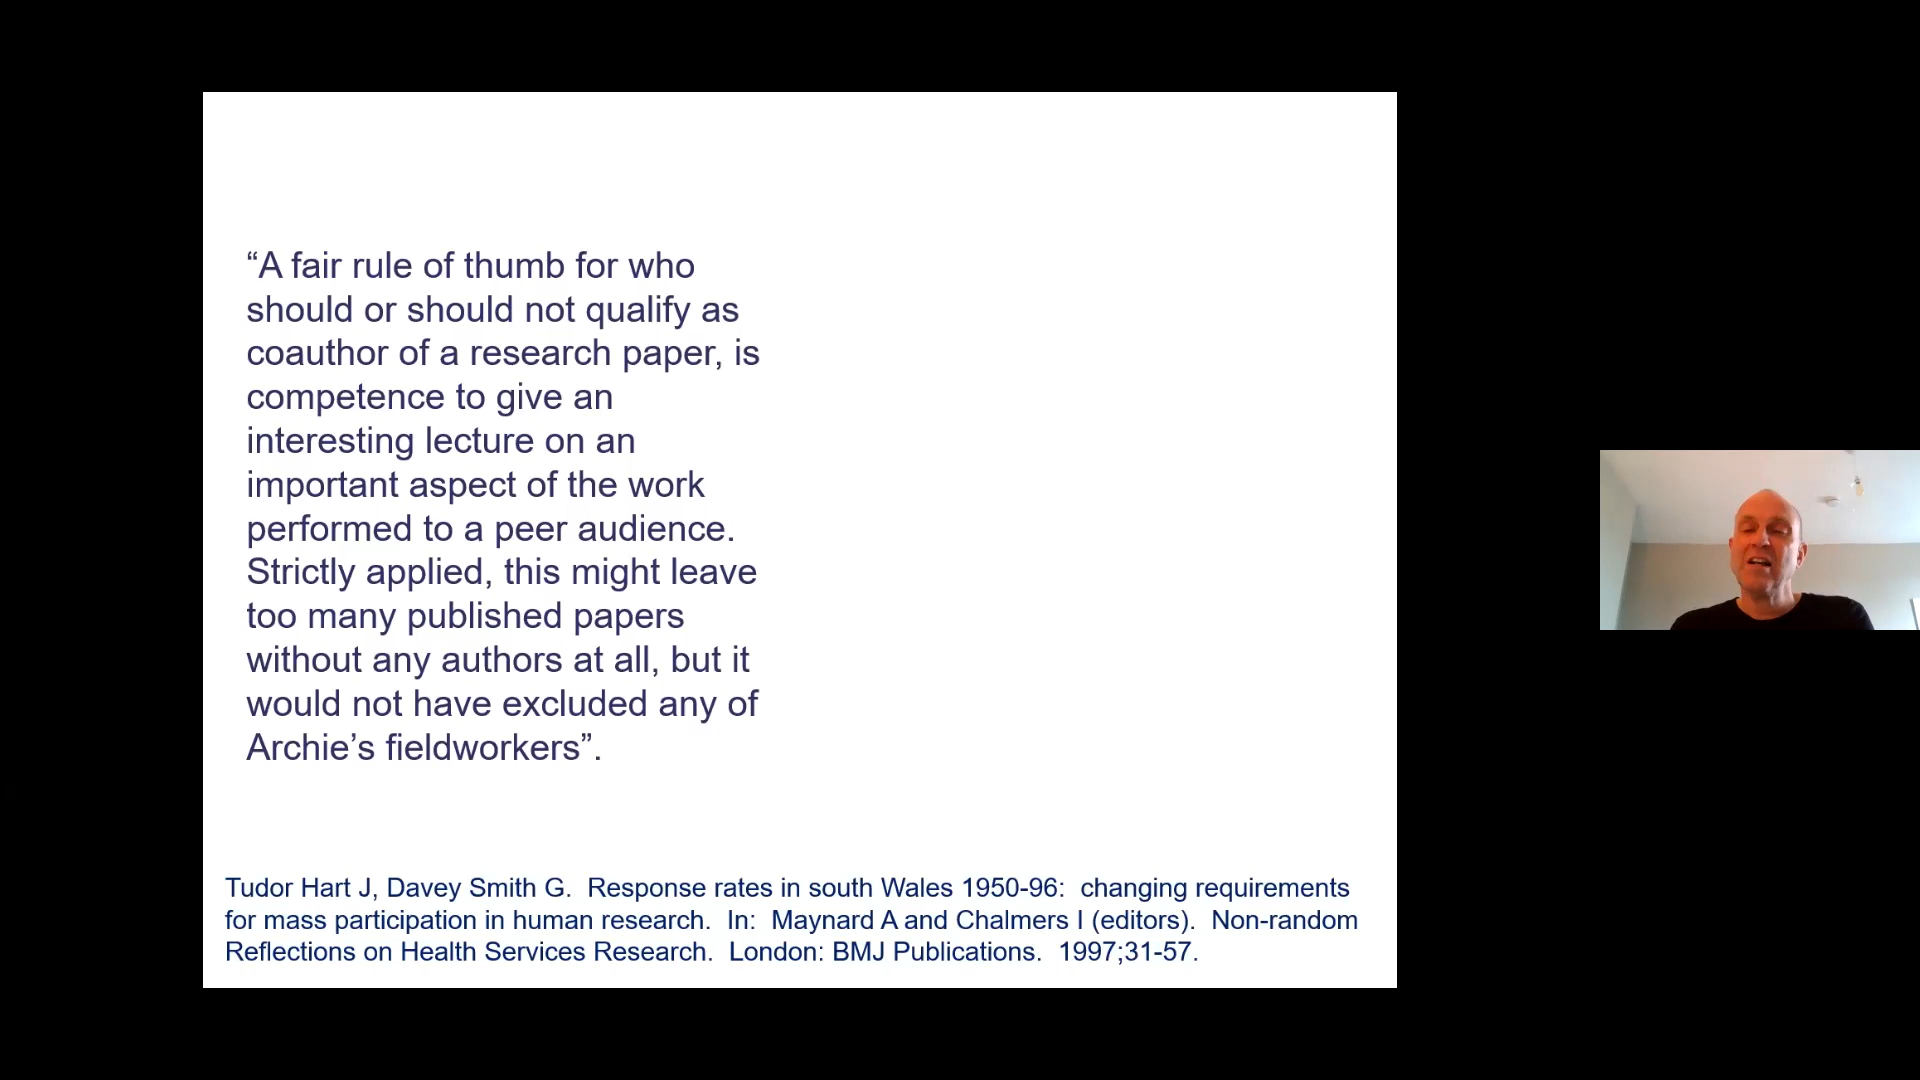 “A fair rule of thumb for who
should or should not qualify as
coauthor of a research paper, is
competence to give an
interesting lecture on an
important aspect of the work
performed to a peer audience.
Strictly applied, this might leave
too many published papers
without any authors at all, but it
would not have excluded any of
Archie’s fieldworkers”.
Tudor Hart J, Davey Smith G.  Response rates in south Wales 1950-96:  changing requirements
for mass participation in human research.  In:  Maynard A and Chalmers I (editors).  Non-random
Reflections on Health Services Research.  London: BMJ Publications.  1997;31-57.